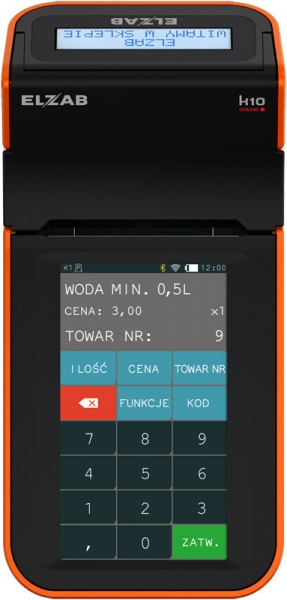 ELZAB
WITAMY W SKLEPIE
ELZAB
ELZAB
K10
ONLINE
K1
12:00
WODA MIN. 0,5L
CENA: 3,00 x1
TOWAR NR: 9
I LOŚĆ CENA TOWAR NR
FUNKCJE KOD
7 8 9
4 5 6
1 2 3
, 0 ZATW.